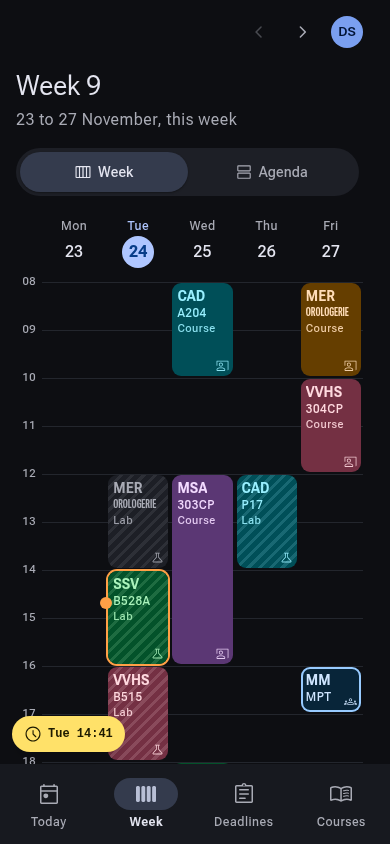 DS
Week 9
23 to 27 November, this week
Week
Agenda
Mon
Tue
Wed
Thu
Fri
23
24
25
26
27
08
CAD
A204
Course
MER
OROLOGERIE
Course
09
10
VVHS
304CP
Course
11
12
MER
OROLOGERIE
Lab
MSA
303CP
Course
CAD
P17
Lab
13
14
SSV
B528A
Lab
15
16
VVHS
B515
Lab
MM
MPT
17
Tue 14:41
18
Today
Week
Deadlines
Courses